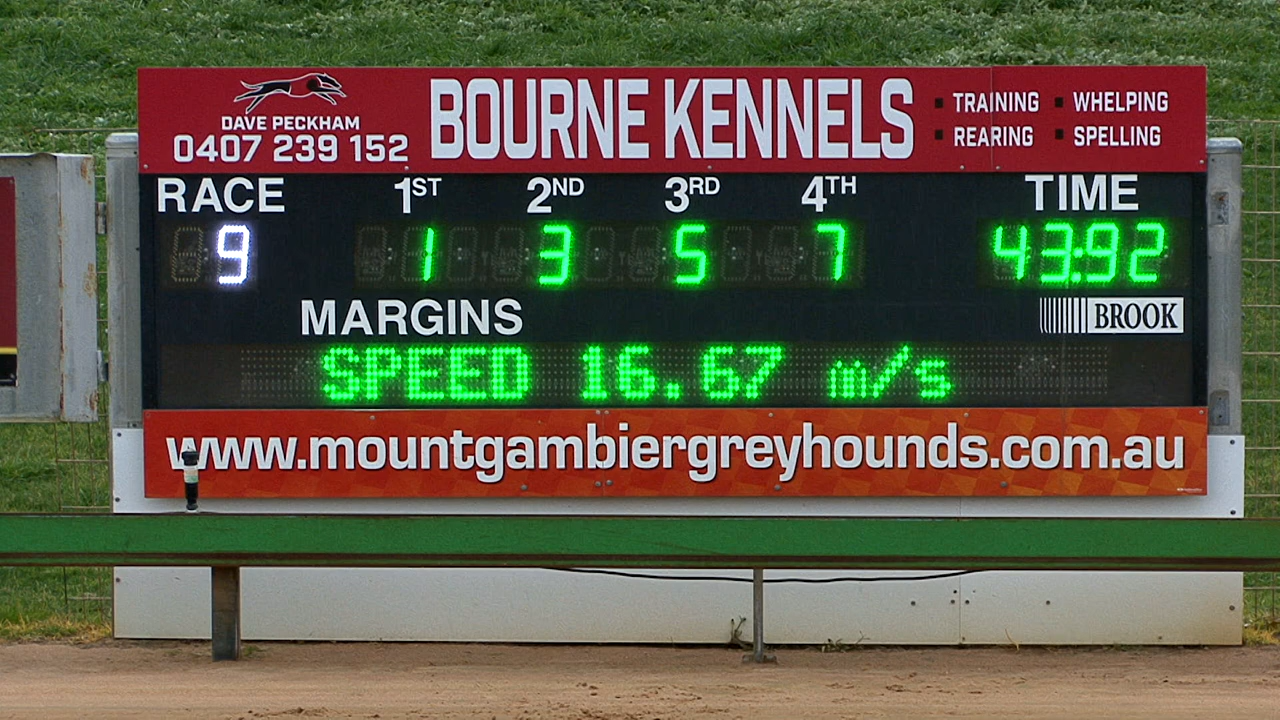 BOURNE KENNELS
DAVE PECKHAM
0407 239 152
▪ TRAINING ▪ WHELPING
▪ REARING ▪ SPELLING
RACE 1ST 2ND 3RD 4TH TIME
9 1 3 5 7 43.92
MARGINS
BROOK
SPEED 16.67 m/s
www.mountgambiergreyhounds.com.au